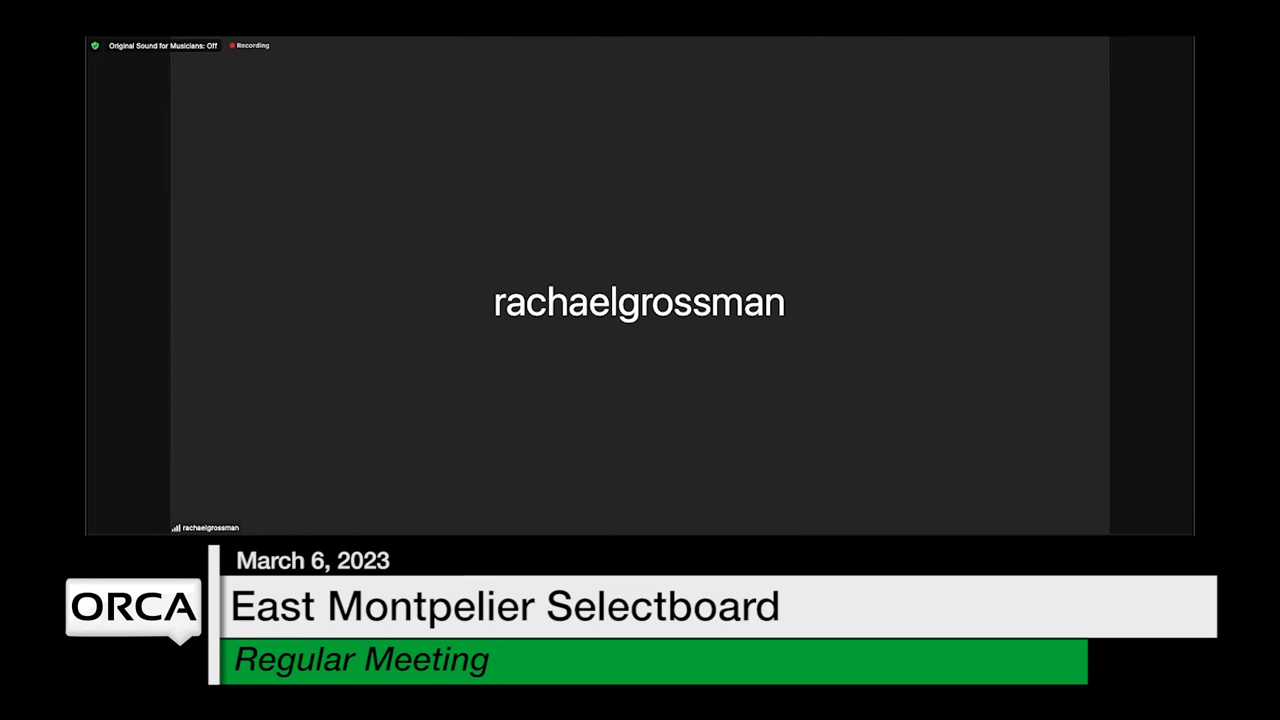 Original Sound for Musicians: Off Recording
rachaelgrossman
rachaelgrossman
March 6, 2023
ORCA
East Montpelier Selectboard
Regular Meeting